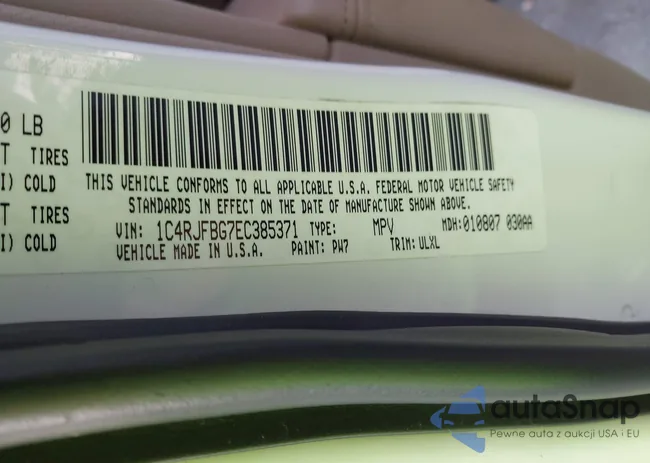 0 LB
T TIRES
I) COLD
T TIRES
I) COLD
THIS VEHICLE CONFORMS TO ALL APPLICABLE U.S.A. FEDERAL MOTOR VEHICLE SAFETY
STANDARDS IN EFFECT ON THE DATE OF MANUFACTURE SHOWN ABOVE.
VIN: 1C4RJFBG7EC385371 TYPE: MPV MDH:010807 030AA
VEHICLE MADE IN U.S.A. PAINT: PW7 TRIM: ULXL
autaSnap
Pewne auta z aukcji USA i EU